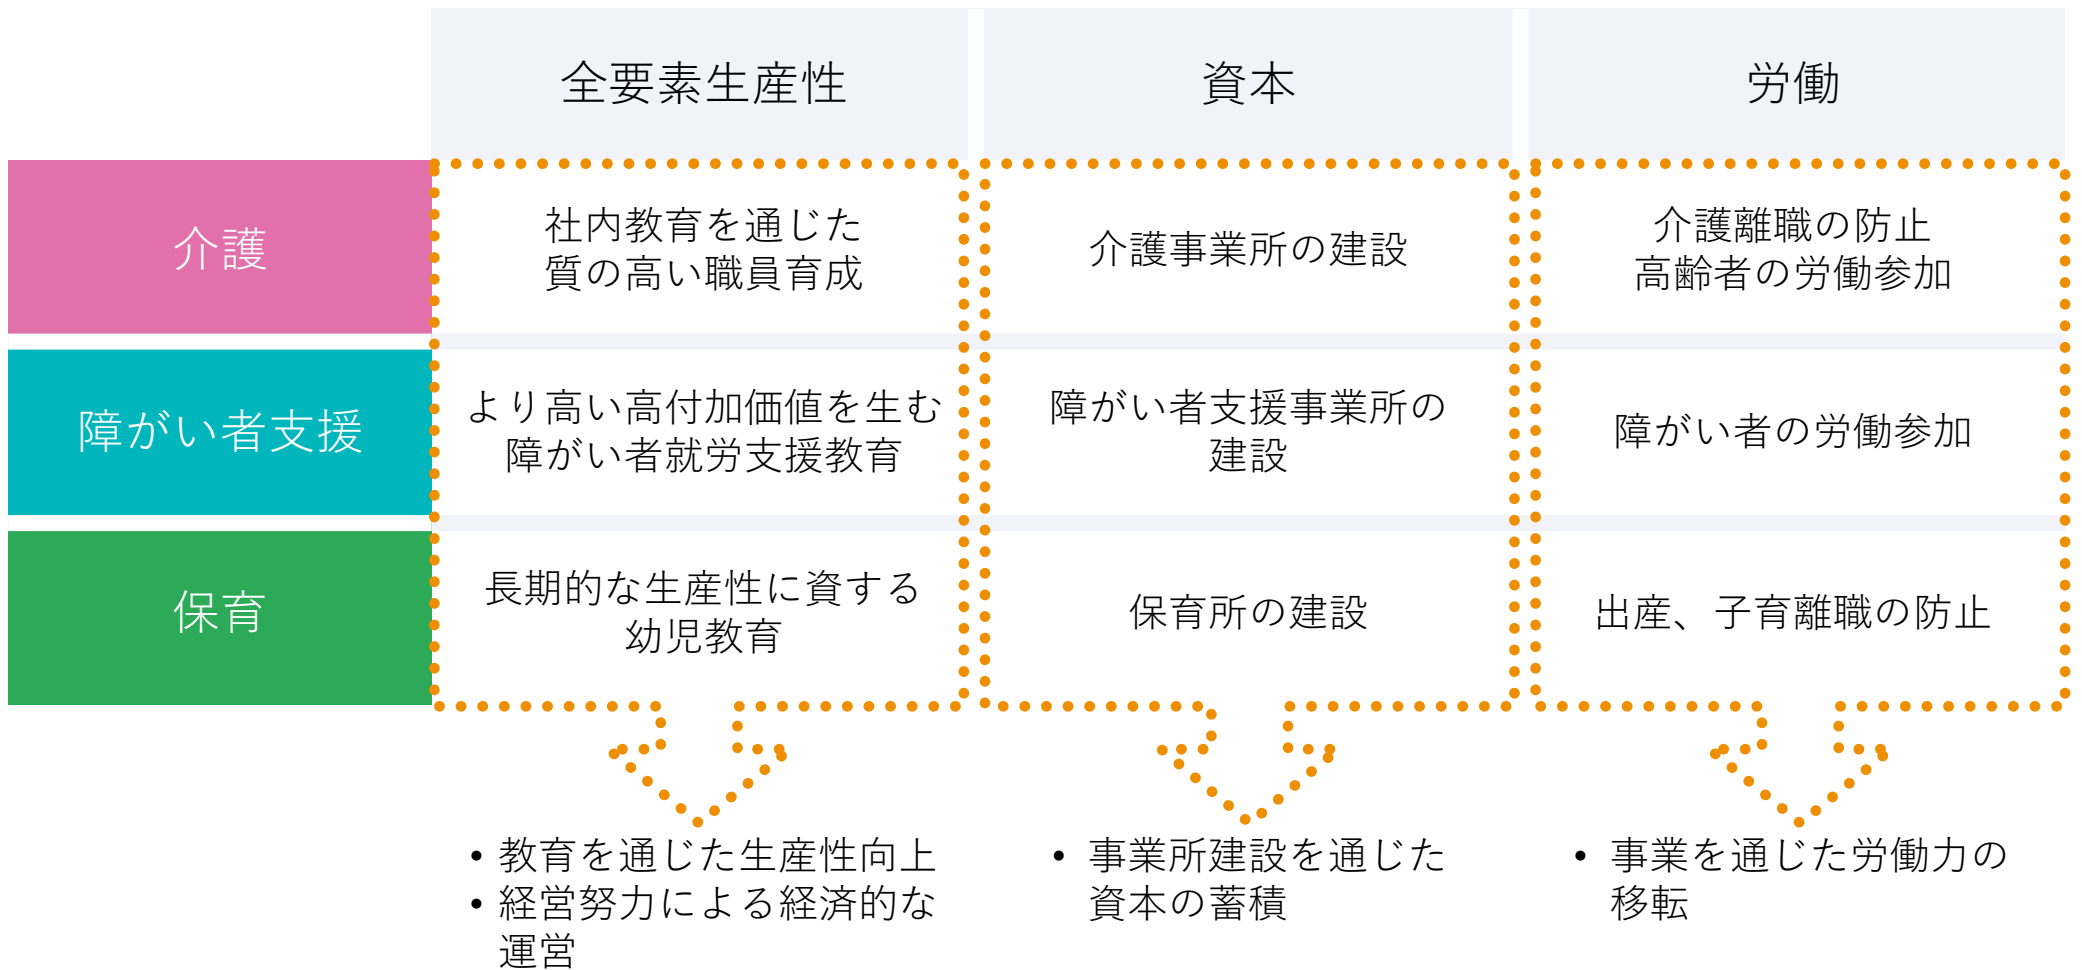 全要素生産性
資本
労働
介護
社内教育を通じた
質の高い職員育成
介護事業所の建設
介護離職の防止
高齢者の労働参加
障がい者支援
より高い高付加価値を生む
障がい者就労支援教育
障がい者支援事業所の
建設
障がい者の労働参加
保育
長期的な生産性に資する
幼児教育
保育所の建設
出産、子育離職の防止
• 教育を通じた生産性向上
• 経営努力による経済的な
運営
• 事業所建設を通じた
資本の蓄積
• 事業を通じた労働力の
移転